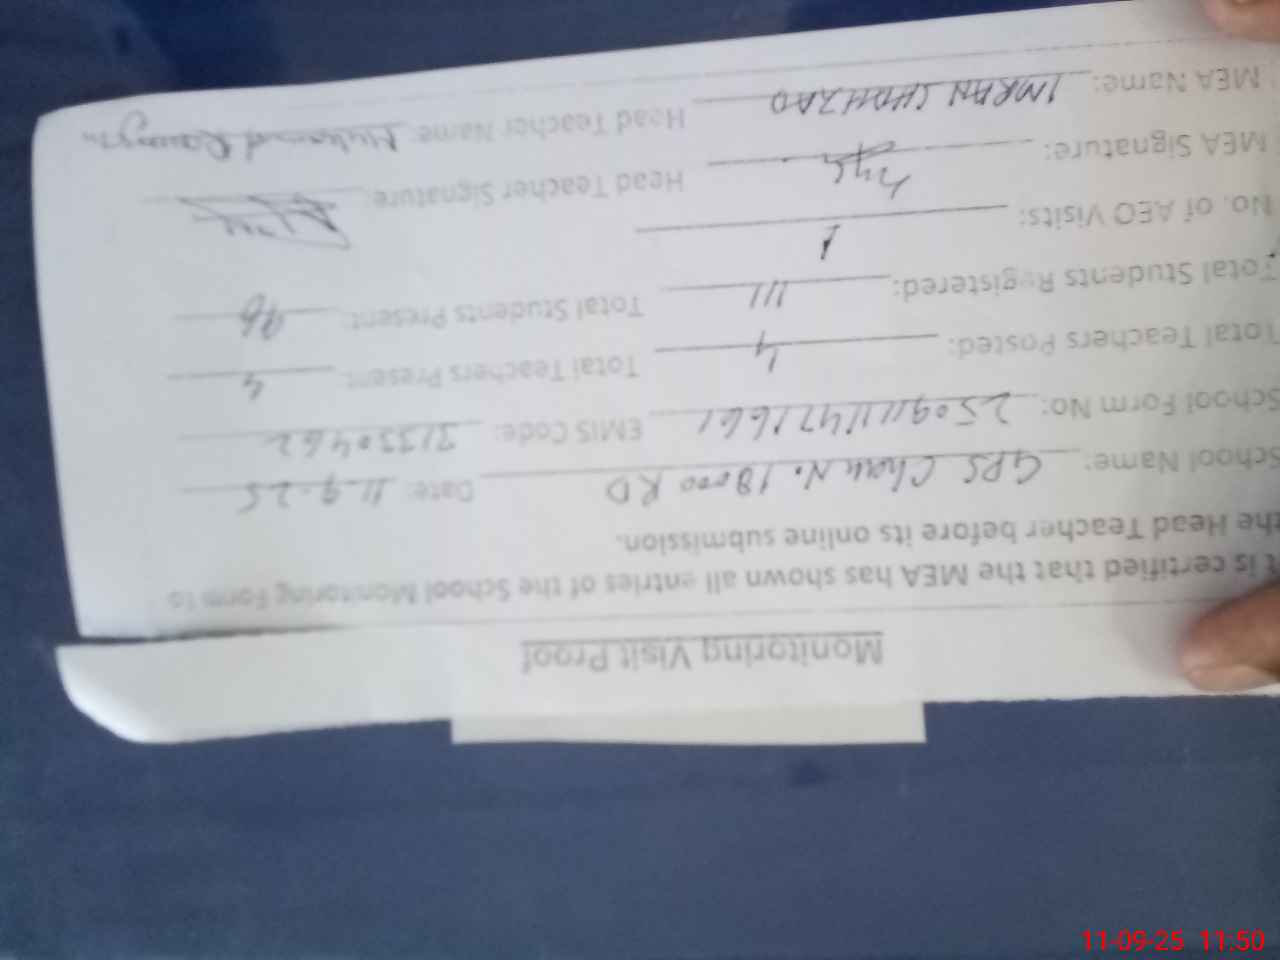 Monitoring Visit Proof
It is certified that the MEA has shown all entries of the School Monitoring Form to
the Head Teacher before its online submission.
School Name: GPS Chak No. 18000 RD Date: 11-9-25
School Form No: 25091111471661 EMIS Code: 31330462
Total Teachers Posted: 4 Total Teachers Present: 4
Total Students Registered: 111 Total Students Present: 96
No. of AEO Visits: 1
MEA Signature: Head Teacher Signature:
MEA Name: IMRAN SHAHZAD Head Teacher Name: Muhammad
11-09-25 11:50